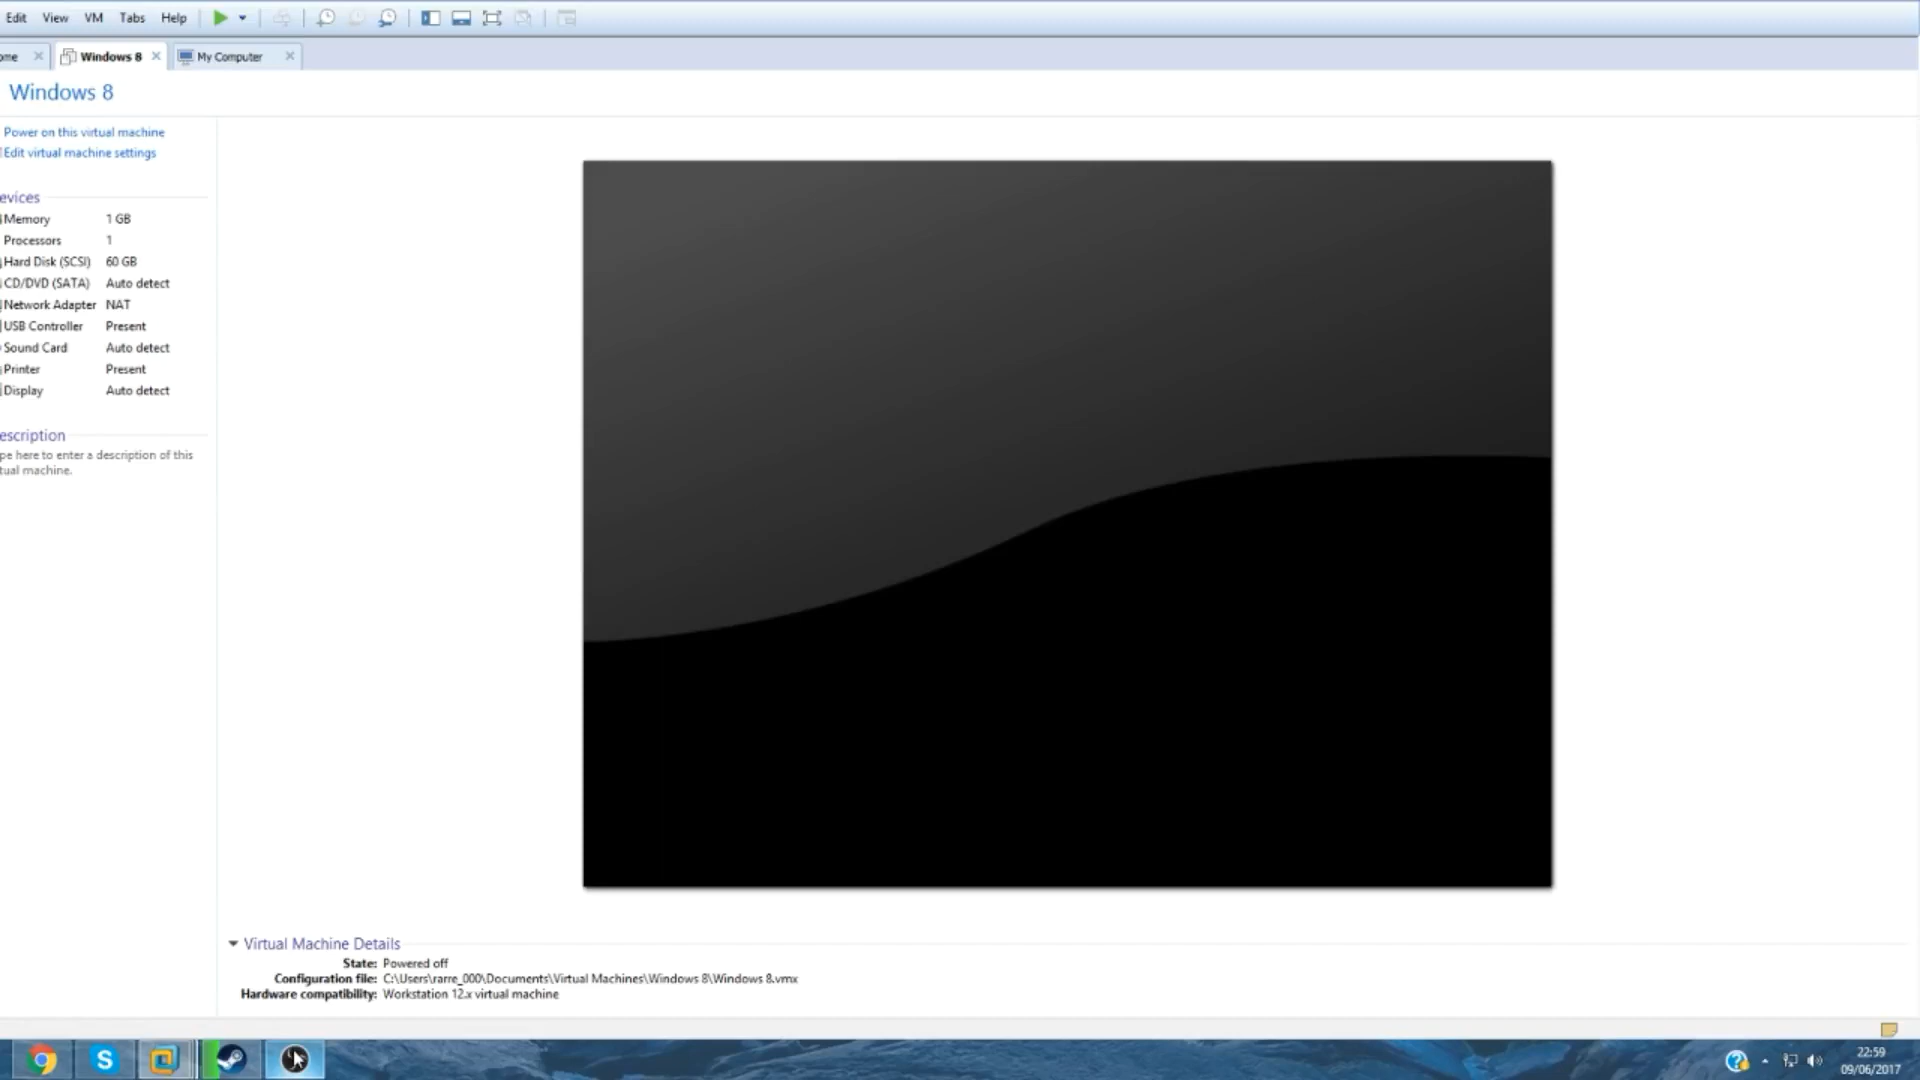 Edit View VM Tabs Help
ome Windows 8 My Computer
Windows 8
Power on this virtual machine
Edit virtual machine settings
evices
Memory 1 GB
Processors 1
Hard Disk (SCSI) 60 GB
CD/DVD (SATA) Auto detect
Network Adapter NAT
USB Controller Present
Sound Card Auto detect
Printer Present
Display Auto detect
escription
pe here to enter a description of this
tual machine.
Virtual Machine Details
State: Powered off
Configuration file: C:\Users\rarre_000\Documents\Virtual Machines\Windows 8\Windows 8.vmx
Hardware compatibility: Workstation 12.x virtual machine
22:59
09/06/2017